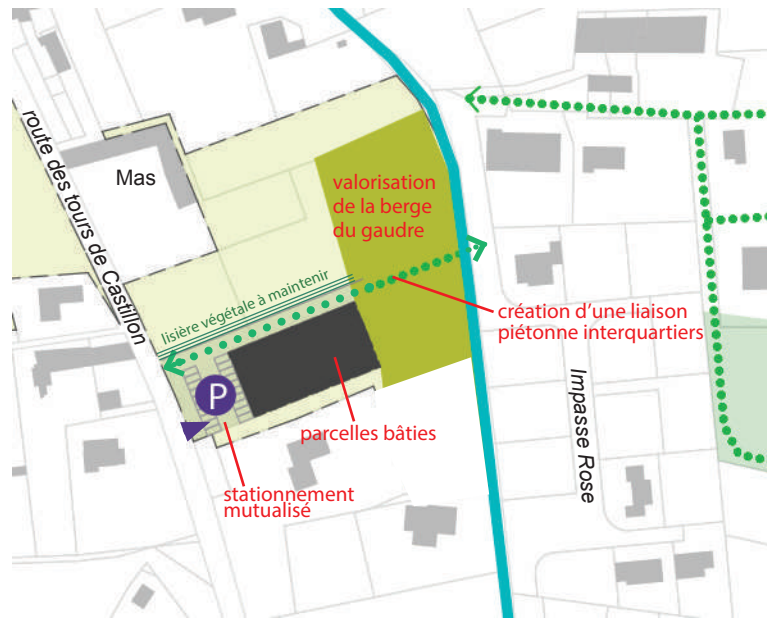 route des tours de Castillon
Mas
valorisation
de la berge
du gaudre
lisière végétale à maintenir
création d'une liaison
piétonne interquartiers
P
parcelles bâties
stationnement
mutualisé
Impasse Rose